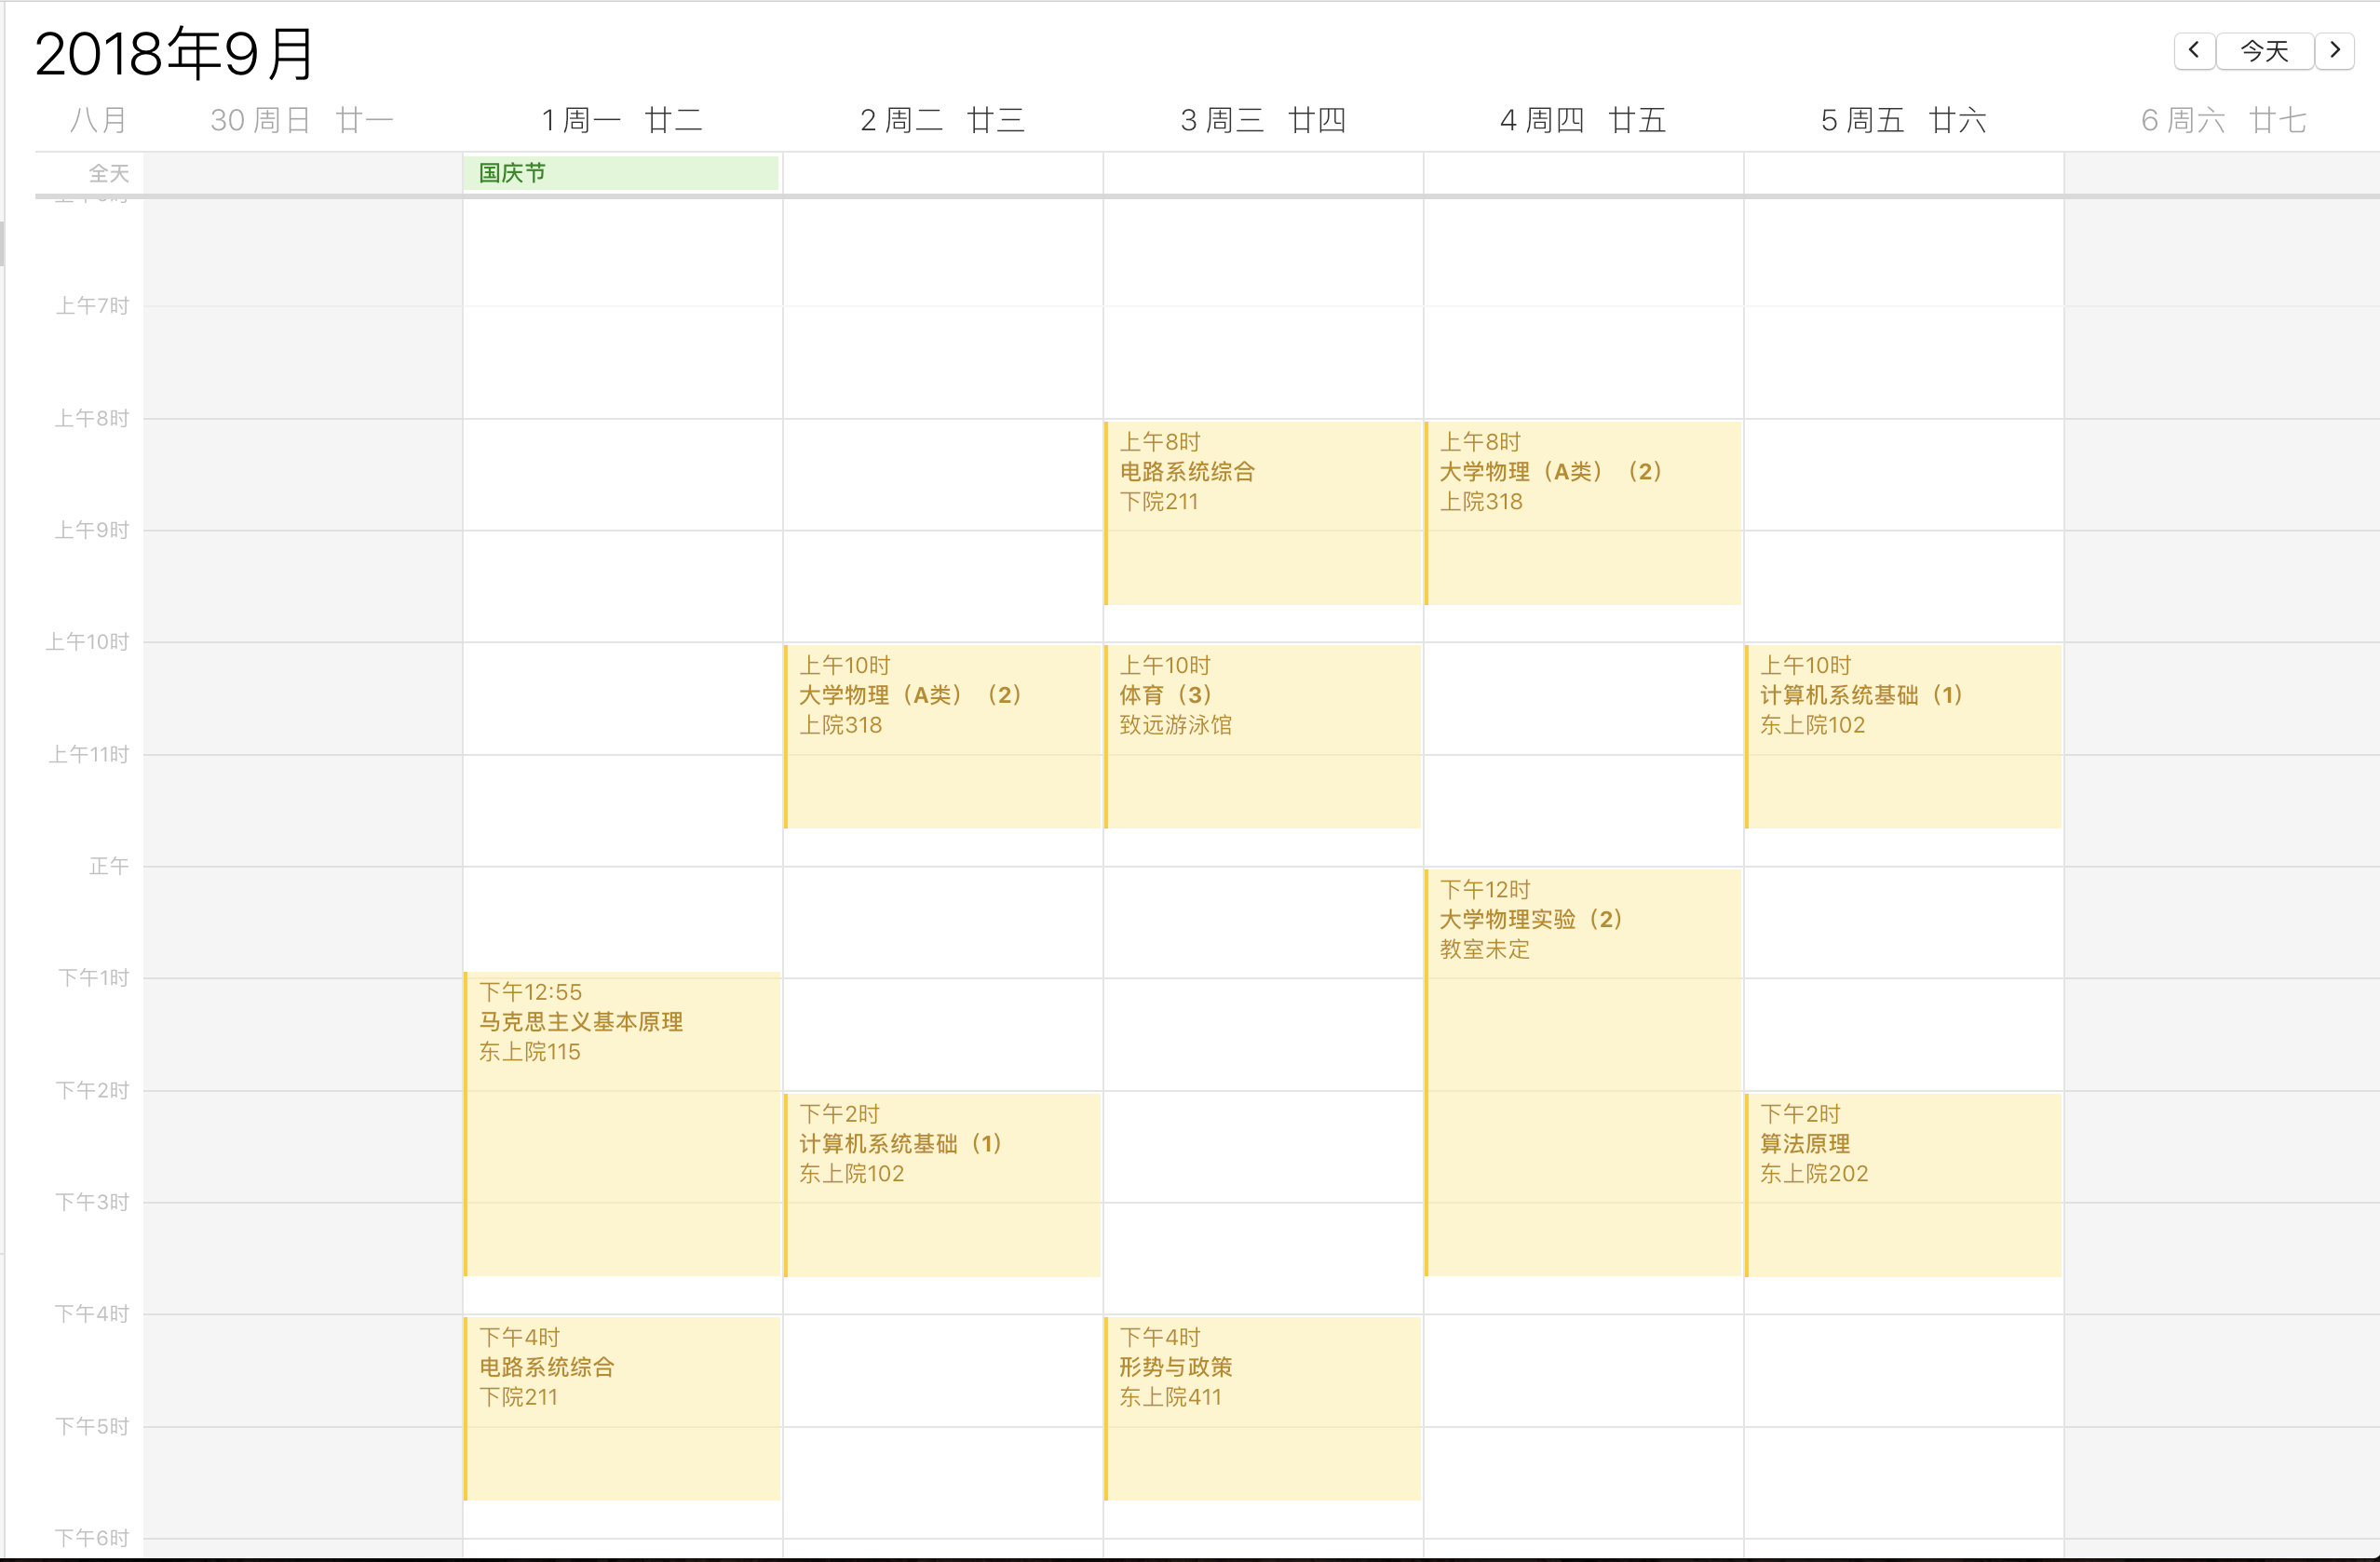 2018年9月
今天
八月 30 周日 廿一 1 周一 廿二 2 周二 廿三 3 周三 廿四 4 周四 廿五 5 周五 廿六 6 周六 廿七
全天 国庆节
上午7时
上午8时
上午8时
电路系统综合
下院211
上午8时
大学物理（A类）（2）
上院318
上午9时
上午10时
上午10时
大学物理（A类）（2）
上院318
上午10时
体育（3）
致远游泳馆
上午10时
计算机系统基础（1）
东上院102
上午11时
正午
下午12时
大学物理实验（2）
教室未定
下午1时
下午12:55
马克思主义基本原理
东上院115
下午2时
下午2时
计算机系统基础（1）
东上院102
下午2时
算法原理
东上院202
下午3时
下午4时
下午4时
电路系统综合
下院211
下午4时
形势与政策
东上院411
下午5时
下午6时